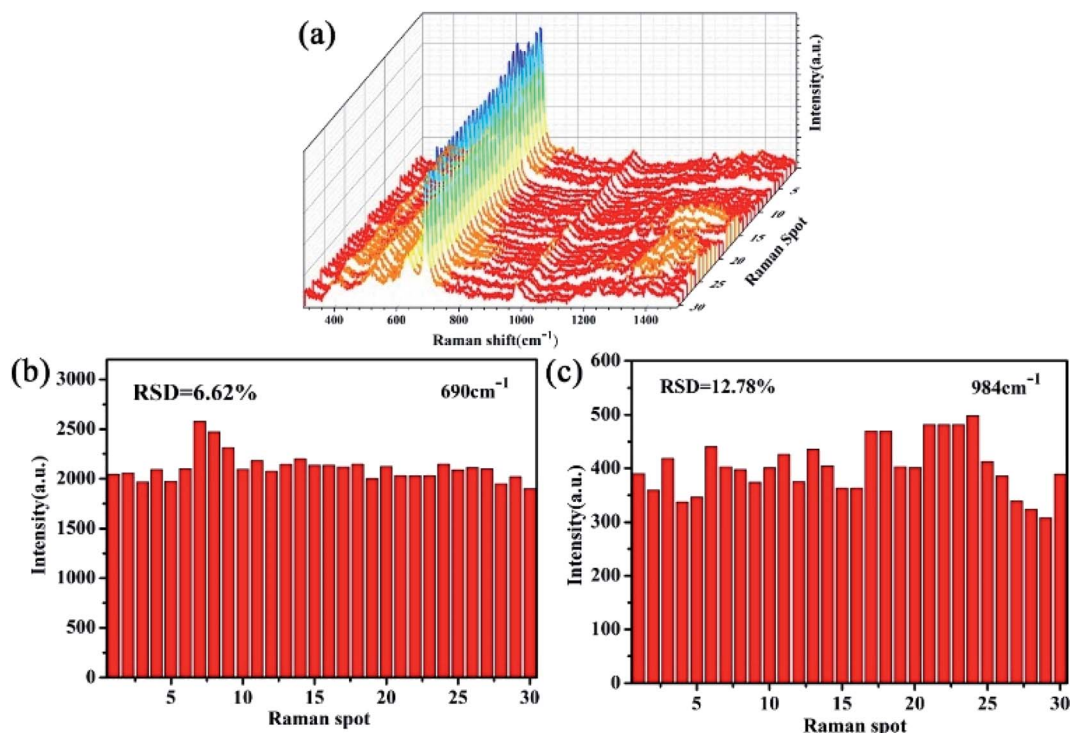 (a)
Intensity(a.u.)
5
10
15
20
25
30
Raman Spot
400
600
800
1000
1200
1400
Raman shift(cm⁻¹)
(b)
RSD=6.62%
690cm⁻¹
3000
2500
2000
1500
1000
500
0
Intensity(a.u.)
5
10
15
20
25
30
Raman spot
(c)
RSD=12.78%
984cm⁻¹
600
500
400
300
200
100
0
Intensity(a.u.)
5
10
15
20
25
30
Raman spot